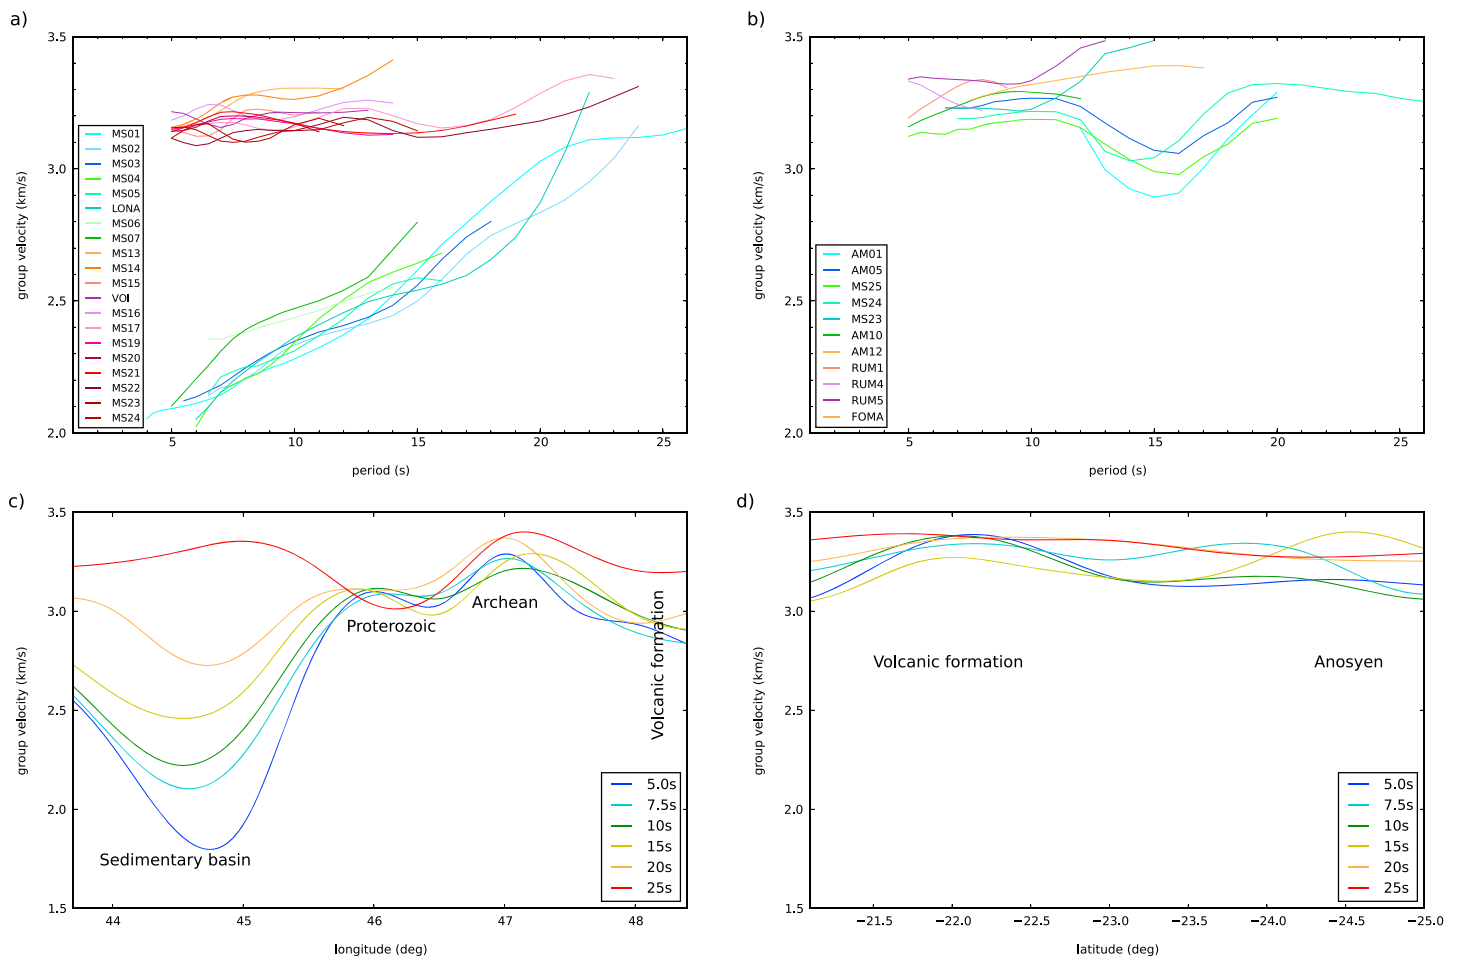 a)
3.5
3.0
2.5
2.0
group velocity (km/s)
MS01
MS02
MS03
MS04
MS05
LONA
MS06
MS07
MS13
MS14
MS15
VOI
MS16
MS17
MS19
MS20
MS21
MS22
MS23
MS24
5 10 15 20 25
period (s)
b)
3.5
3.0
2.5
2.0
group velocity (km/s)
AM01
AM05
MS25
MS24
MS23
AM10
AM12
RUM1
RUM4
RUM5
FOMA
5 10 15 20 25
period (s)
c)
3.5
3.0
2.5
2.0
1.5
group velocity (km/s)
Archean
Proterozoic
Volcanic formation
Sedimentary basin
5.0s
7.5s
10s
15s
20s
25s
44 45 46 47 48
longitude (deg)
d)
3.5
3.0
2.5
2.0
1.5
group velocity (km/s)
Volcanic formation Anosyen
5.0s
7.5s
10s
15s
20s
25s
−21.5 −22.0 −22.5 −23.0 −23.5 −24.0 −24.5 −25.0
latitude (deg)